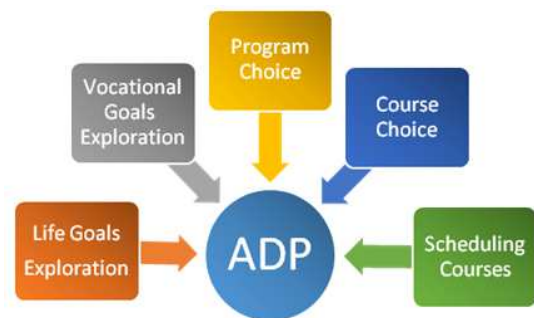 Program
Choice
Vocational
Goals
Exploration
Course
Choice
Life Goals
Exploration
ADP
Scheduling
Courses